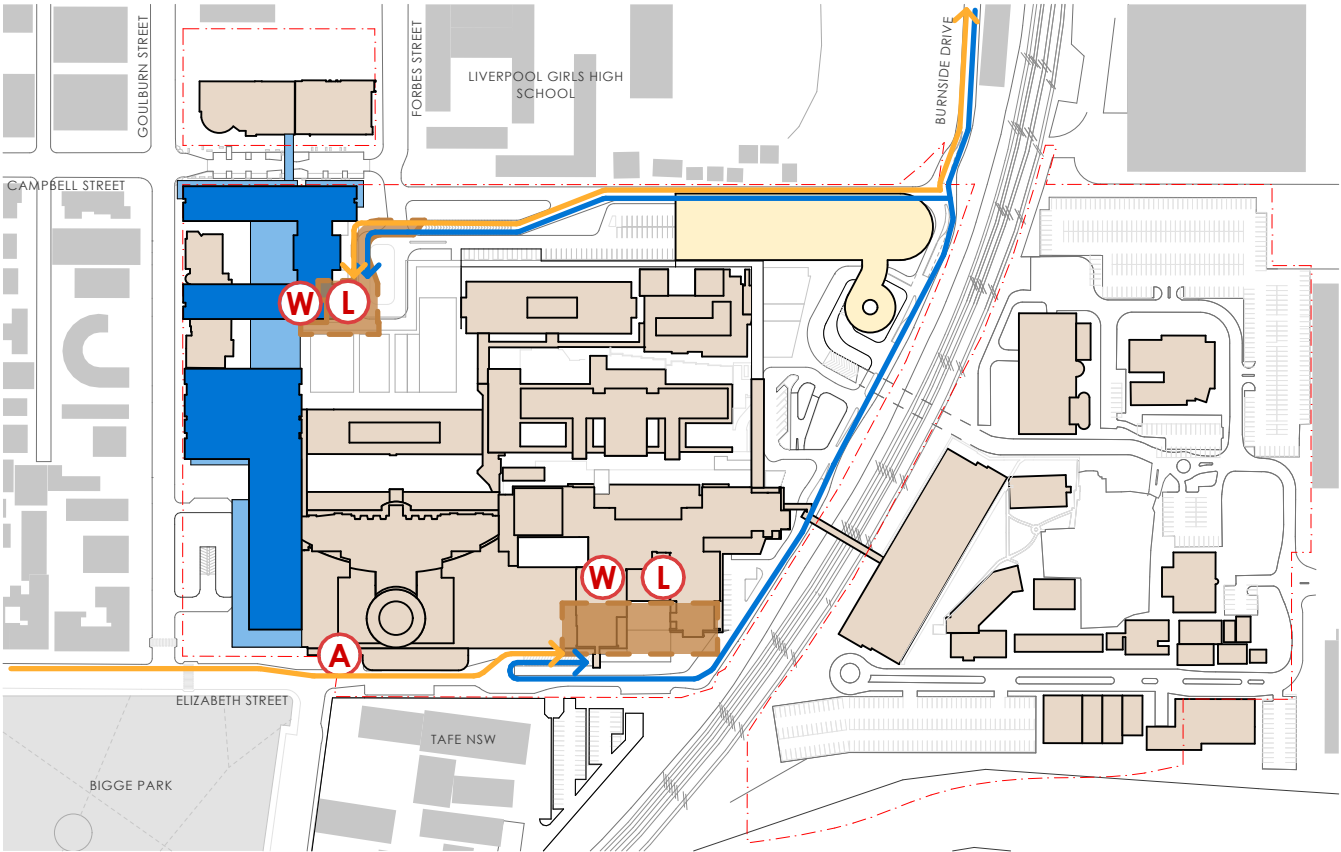 GOULBURN STREET
FORBES STREET
LIVERPOOL GIRLS HIGH
SCHOOL
BURNSIDE DRIVE
CAMPBELL STREET
W
L
W
L
A
ELIZABETH STREET
TAFE NSW
BIGGE PARK